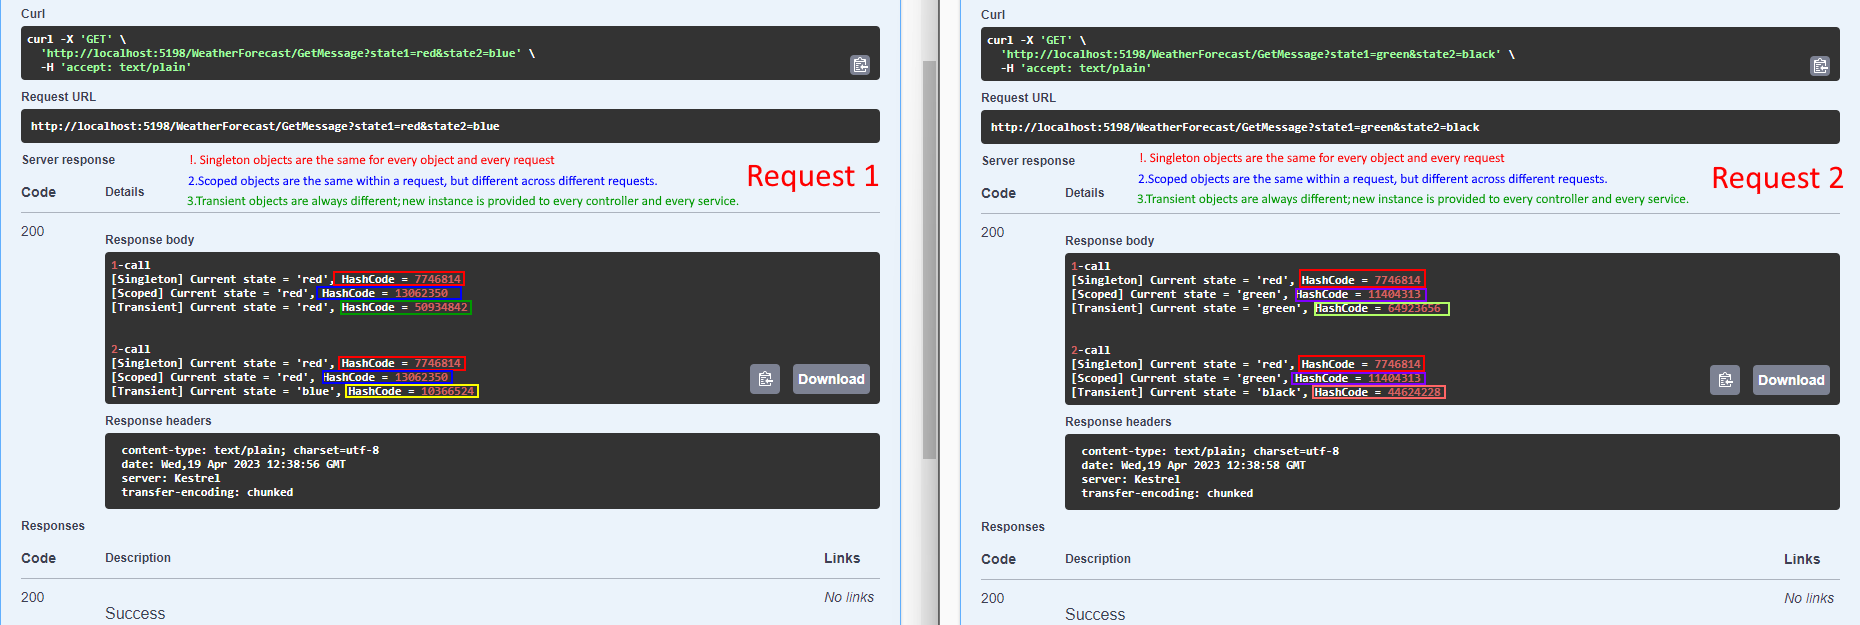 Curl
curl -X 'GET' \
'http://localhost:5198/WeatherForecast/GetMessage?state1=red&state2=blue' \
-H 'accept: text/plain'
Request URL
http://localhost:5198/WeatherForecast/GetMessage?state1=red&state2=blue
Server response
!. Singleton objects are the same for every object and every request
Request 1
2.Scoped objects are the same within a request, but different across different requests.
Code Details
3.Transient objects are always different;new instance is provided to every controller and every service.
200
Response body
1-call
[Singleton] Current state = 'red', HashCode = 7746814
[Scoped] Current state = 'red', HashCode = 13062350
[Transient] Current state = 'red', HashCode = 50934842
2-call
[Singleton] Current state = 'red', HashCode = 7746814
[Scoped] Current state = 'red', HashCode = 13062350
[Transient] Current state = 'blue', HashCode = 10366524
Download
Response headers
content-type: text/plain; charset=utf-8
date: Wed,19 Apr 2023 12:38:56 GMT
server: Kestrel
transfer-encoding: chunked
Responses
Code Description Links
200 No links
Success
Curl
curl -X 'GET' \
'http://localhost:5198/WeatherForecast/GetMessage?state1=green&state2=black' \
-H 'accept: text/plain'
Request URL
http://localhost:5198/WeatherForecast/GetMessage?state1=green&state2=black
Server response
!. Singleton objects are the same for every object and every request
Request 2
2.Scoped objects are the same within a request, but different across different requests.
Code Details
3.Transient objects are always different;new instance is provided to every controller and every service.
200
Response body
1-call
[Singleton] Current state = 'red', HashCode = 7746814
[Scoped] Current state = 'green', HashCode = 11404313
[Transient] Current state = 'green', HashCode = 64923656
2-call
[Singleton] Current state = 'red', HashCode = 7746814
[Scoped] Current state = 'green', HashCode = 11404313
[Transient] Current state = 'black', HashCode = 44624228
Download
Response headers
content-type: text/plain; charset=utf-8
date: Wed,19 Apr 2023 12:38:58 GMT
server: Kestrel
transfer-encoding: chunked
Responses
Code Description Links
200 No links
Success